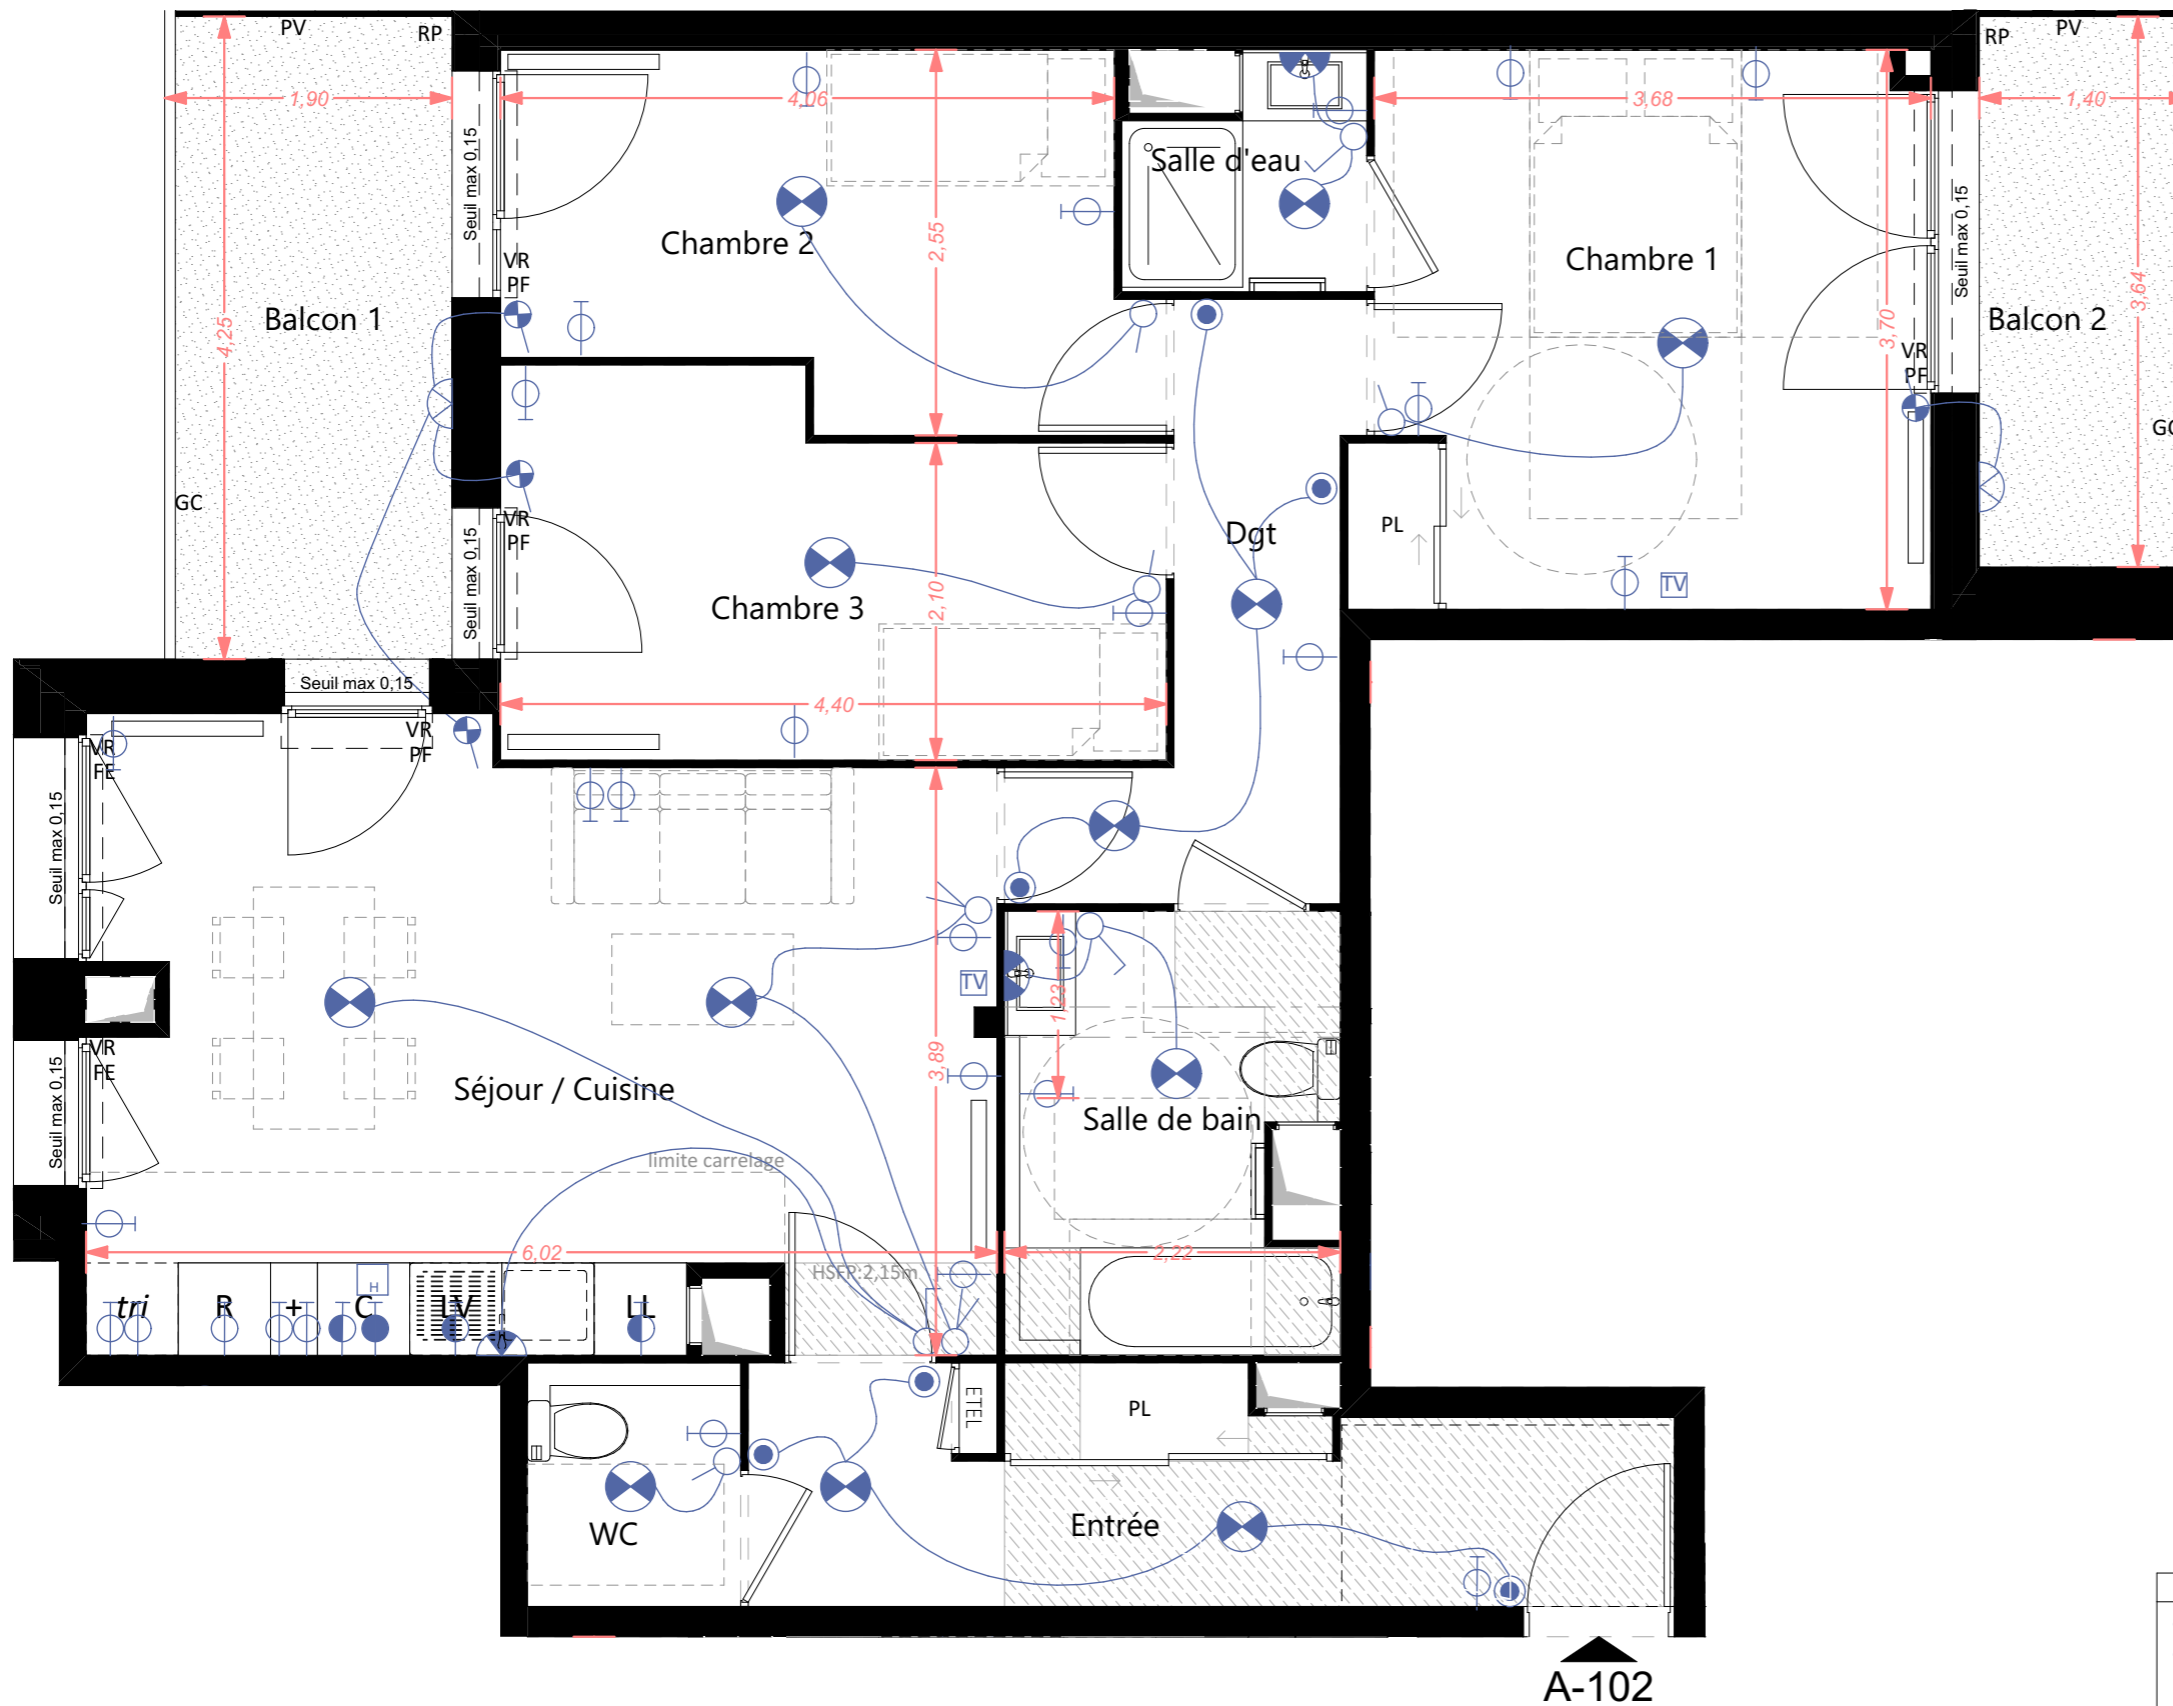 PV
RP
RP
PV
1,90
4,06
3,68
1,40
Seuil max 0,15
Salle d'eau
Seuil max 0,15
Chambre 2
2,55
Chambre 1
VR
PF
3,64
Balcon 1
4,25
3,70
Balcon 2
VR
PF
GC
GC
VR
PF
PL
Dgt
Seuil max 0,15
Chambre 3
2,10
TV
Seuil max 0,15
4,40
VR
PF
VR
FE
Seuil max 0,15
TV
1,23
VR
FE
Seuil max 0,15
3,89
Séjour / Cuisine
Salle de bain
limite carrelage
6,02
2,22
HSFP:2,15m
H
tri
R
+
C
LV
LL
ETEL
PL
WC
Entrée
A-102